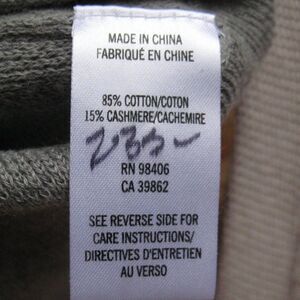 MADE IN CHINA
FABRIQUÉ EN CHINE
85% COTTON/COTON
15% CASHMERE/CACHEMIRE
RN 98406
CA 39862
SEE REVERSE SIDE FOR
CARE INSTRUCTIONS/
DIRECTIVES D'ENTRETIEN
AU VERSO